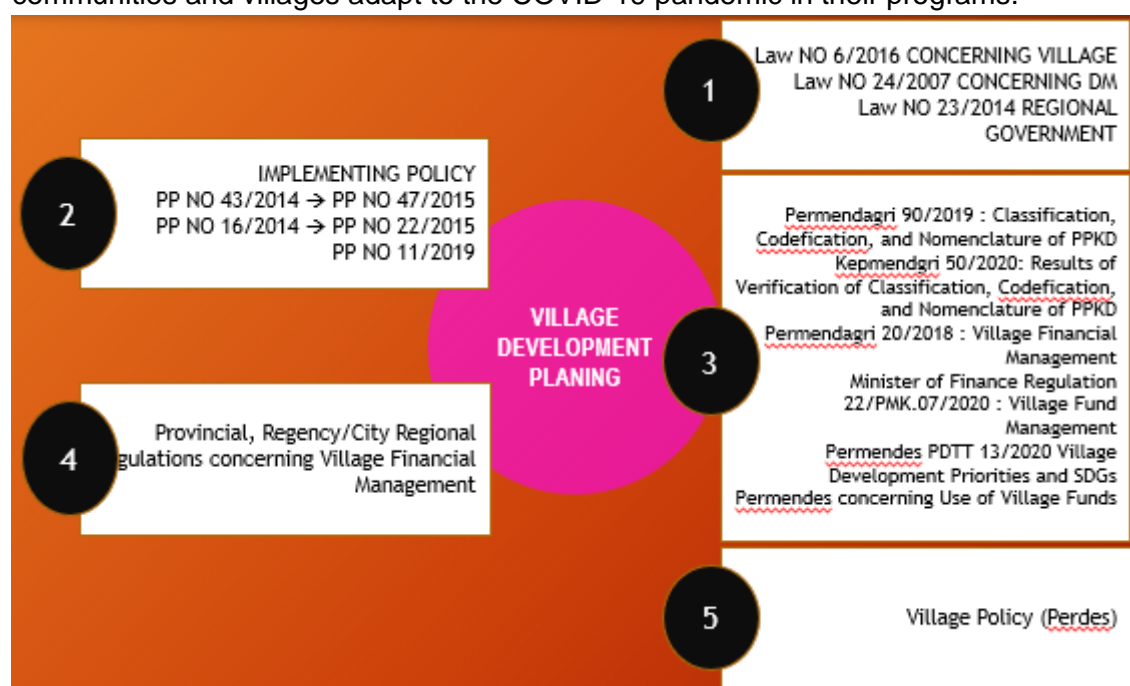 communities and villages adapt to the COVID-19 pandemic in their programs.
1
Law NO 6/2016 CONCERNING VILLAGE
Law NO 24/2007 CONCERNING DM
Law NO 23/2014 REGIONAL
GOVERNMENT
2
IMPLEMENTING POLICY
PP NO 43/2014 → PP NO 47/2015
PP NO 16/2014 → PP NO 22/2015
PP NO 11/2019
VILLAGE
DEVELOPMENT
PLANING
3
Permendagri 90/2019 : Classification,
Codefication, and Nomenclature of PPKD
Kepmendgri 50/2020: Results of
Verification of Classification, Codefication,
and Nomenclature of PPKD
Permendagri 20/2018 : Village Financial
Management
Minister of Finance Regulation
22/PMK.07/2020 : Village Fund
Management
Permendes PDTT 13/2020 Village
Development Priorities and SDGs
Permendes concerning Use of Village Funds
4
Provincial, Regency/City Regional
gulations concerning Village Financial
Management
5
Village Policy (Perdes)